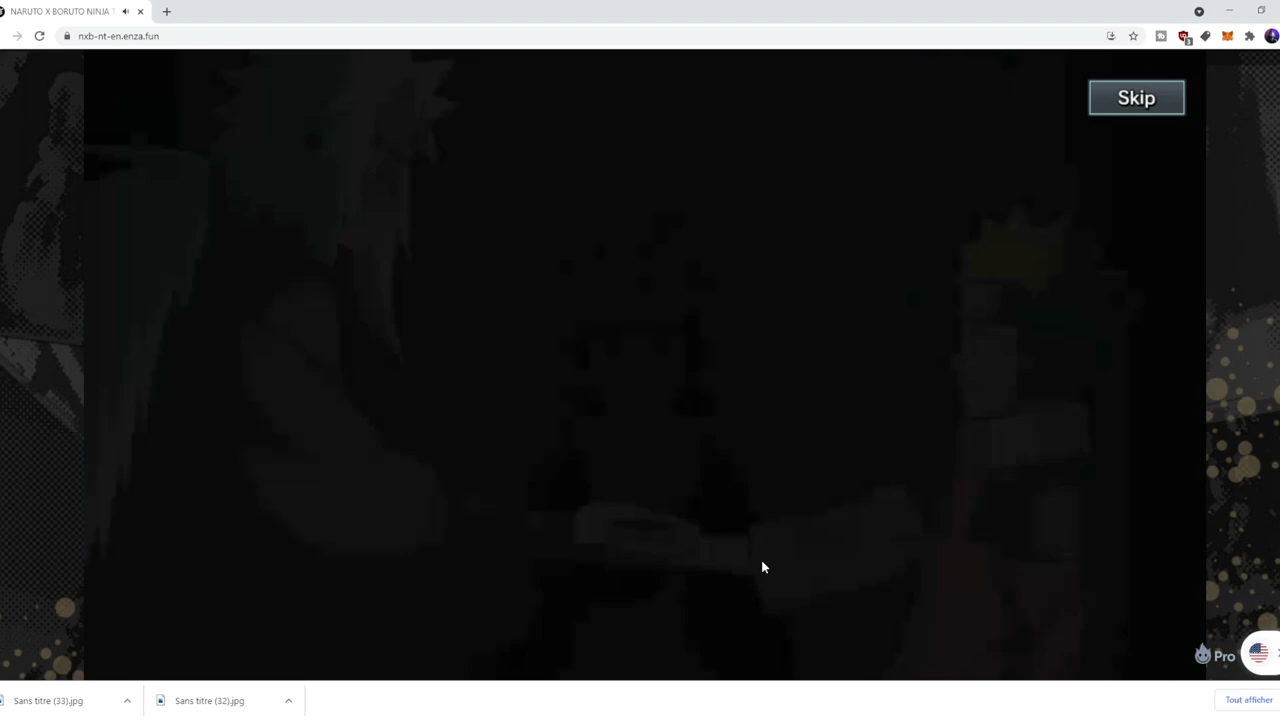 NARUTO X BORUTO NINJA T
nxb-nt-en.enza.fun
3
Skip
Pro
Sans titre (33).jpg
Sans titre (32).jpg
Tout afficher